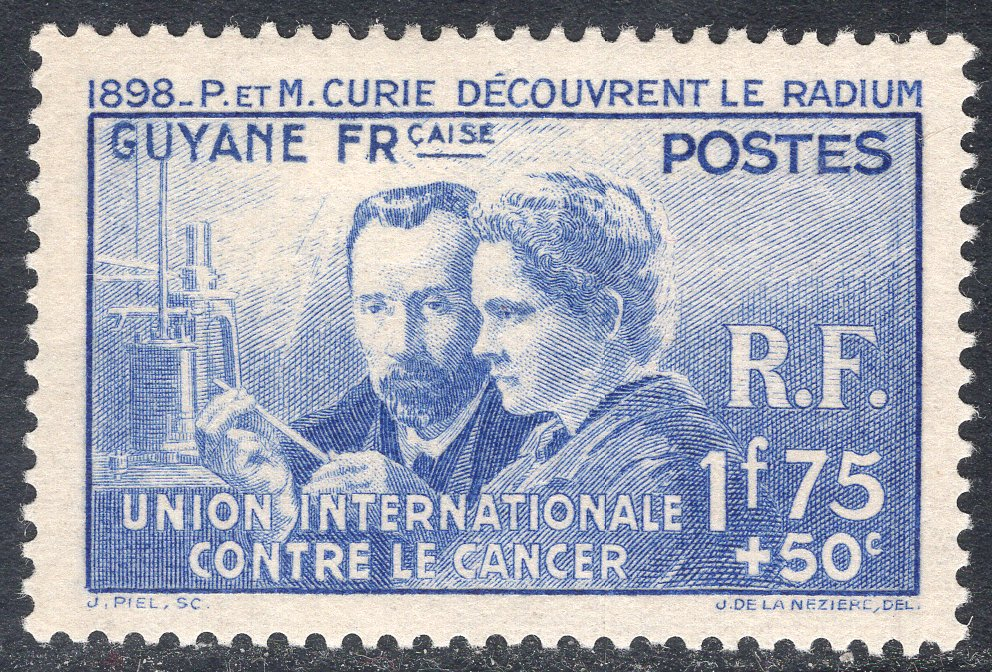 1898_P. ET M. CURIE DÉCOUVRENT LE RADIUM
GUYANE FRÇAISE
POSTES
R.F.
1f75
+50c
UNION INTERNATIONALE
CONTRE LE CANCER
J. PIEL, SC.
J. DE LA NEZIERE, DEL.